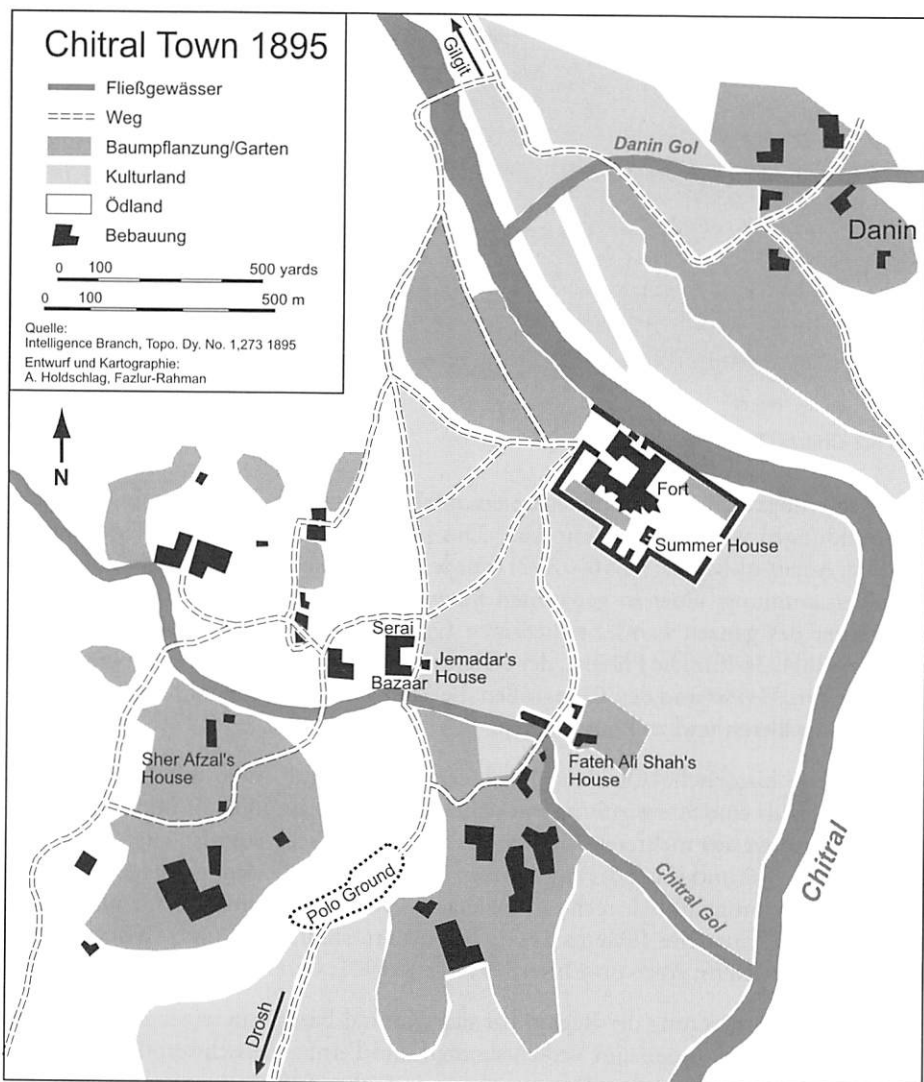 Chitral Town 1895
Fließgewässer
Weg
Baumpflanzung/Garten
Kulturland
Ödland
Bebauung
0 100 500 yards
0 100 500 m
Quelle:
Intelligence Branch, Topo. Dy. No. 1,273 1895
Entwurf und Kartographie:
A. Holdschlag, Fazlur-Rahman
N
Gilgit
Danin Gol
Danin
Fort
Summer House
Serai
Jemadar's
House
Bazaar
Sher Afzal's
House
Fateh Ali Shah's
House
Polo Ground
Chitral Gol
Chitral
Drosh